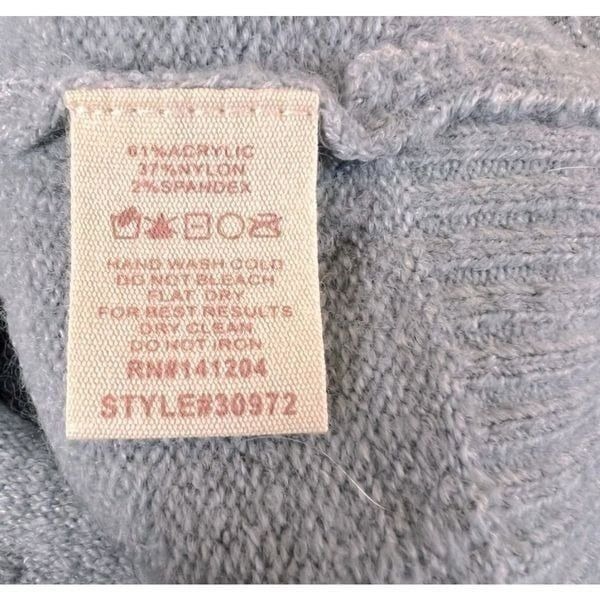 61%ACRYLIC
37%NYLON
2%SPANDEX
HAND WASH COLD
DO NOT BLEACH
FLAT DRY
FOR BEST RESULTS
DRY CLEAN
DO NOT IRON
RN#141204
STYLE#30972